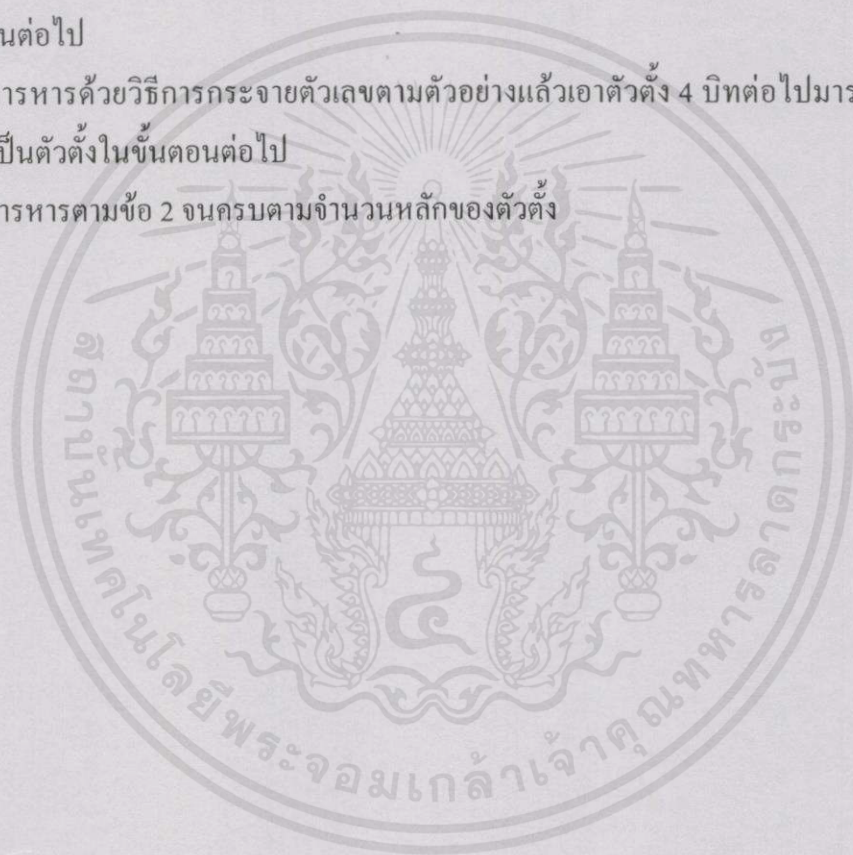 นต่อไป
ารหารด้วยวิธีการกระจายตัวเลขตามตัวอย่างแล้วเอาตัวตั้ง 4 บิทต่อไปมาร
ป็นตัวตั้งในขั้นตอนต่อไป
ารหารตามข้อ 2 จนครบตามจำนวนหลักของตัวตั้ง
สถาบันเทคโนโลยีพระจอมเกล้าเจ้าคุณทหารลาดกระบัง
๔